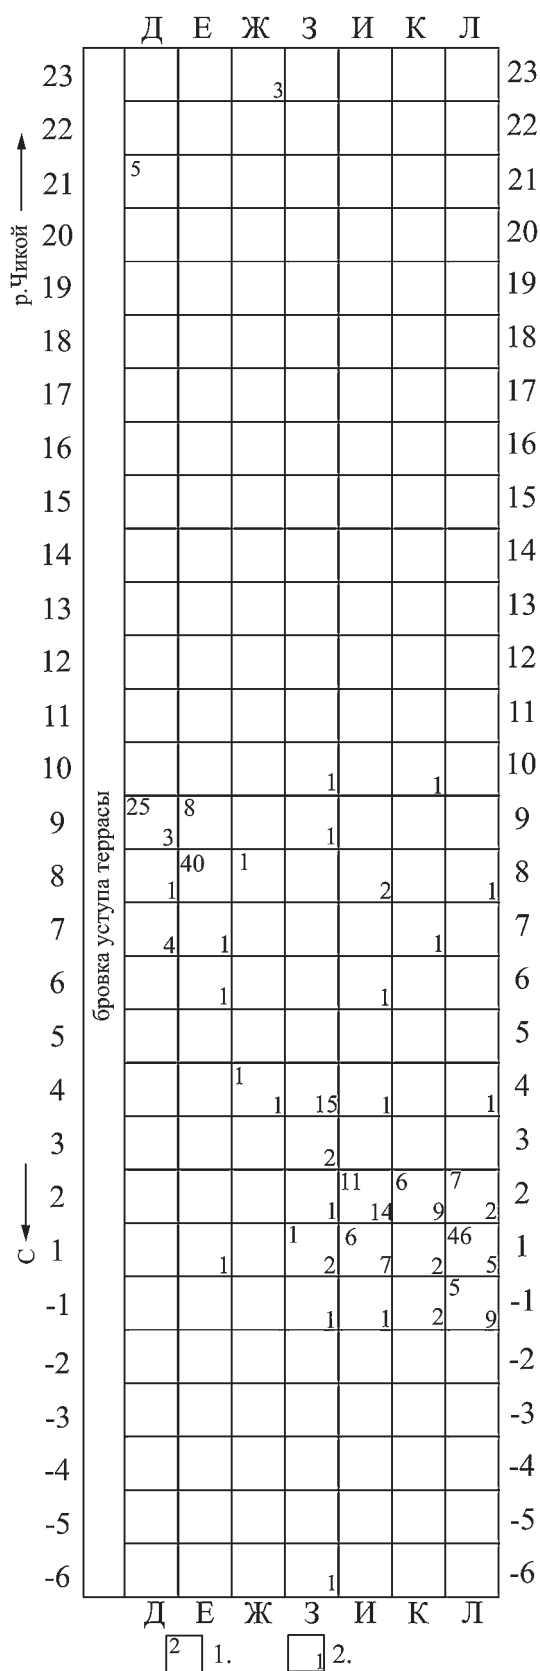 Д Е Ж З И К Л
23 3 23
22 22
21 5 21
20 20
19 19
18 18
17 17
16 16
15 15
14 14
13 13
12 12
11 11
10 1 1 10
9 25 8 9
3 1
8 40 1 8
1 2 1
7 4 1 1 7
6 1 1 6
5 5
4 1 4
1 15 1 1
3 2 3
2 11 6 7 2
1 14 9 2
1 1 6 46 1
1 2 7 2 5
-1 5 -1
1 1 2 9
-2 -2
-3 -3
-4 -4
-5 -5
-6 1 -6
Д Е Ж З И К Л
р.Чикой
бровка уступа террасы
С
2 1. 1 2.